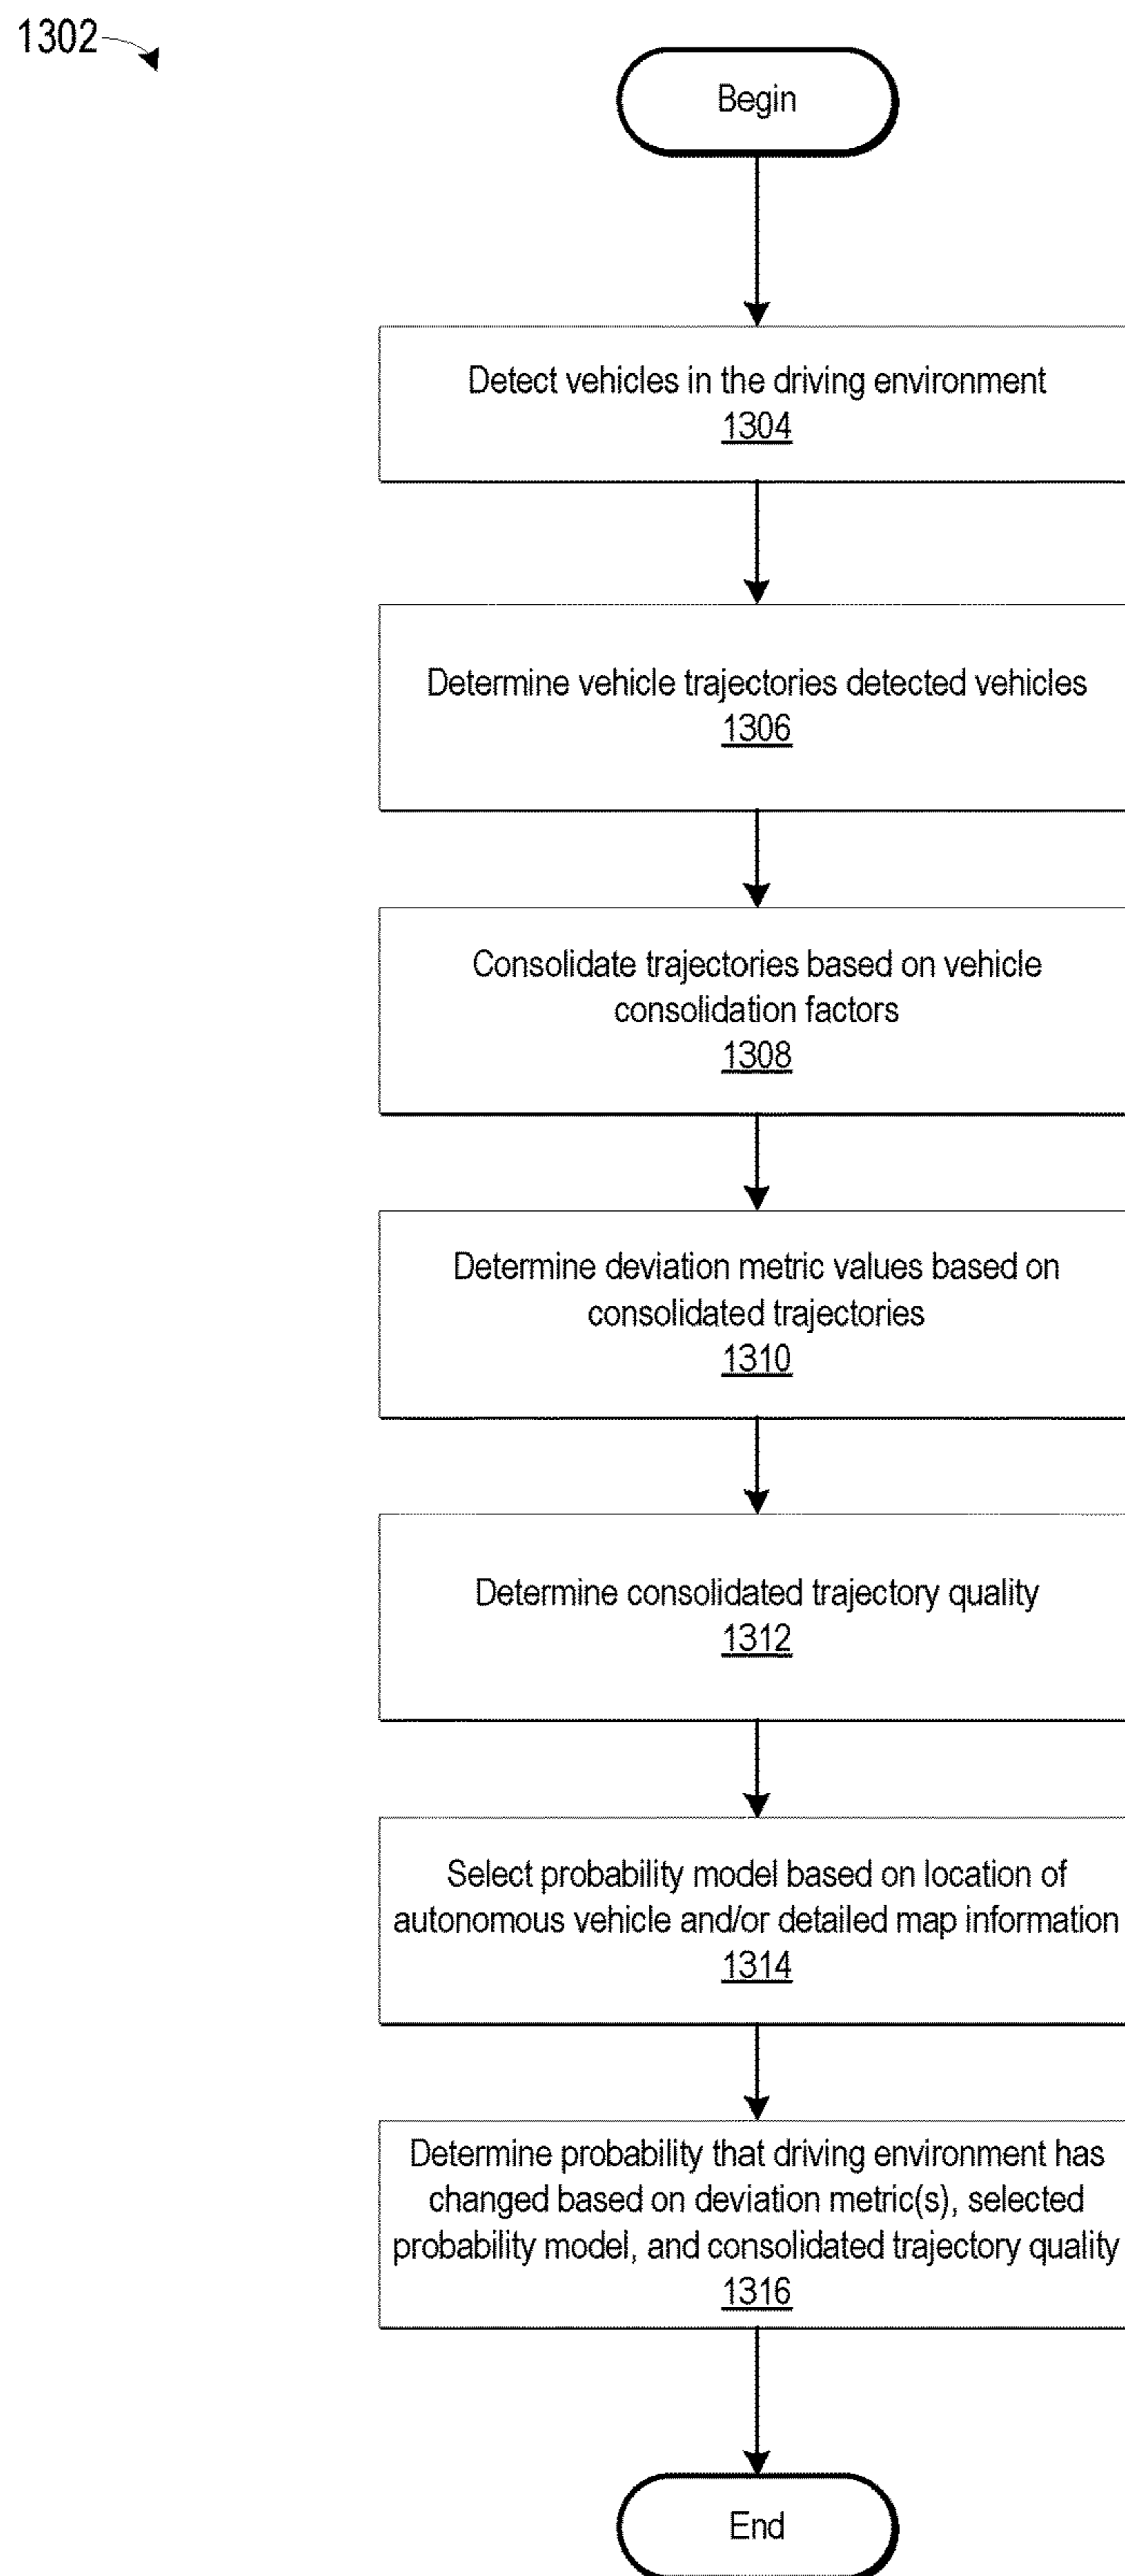 1302
Begin
Detect vehicles in the driving environment
1304
Determine vehicle trajectories detected vehicles
1306
Consolidate trajectories based on vehicle
consolidation factors
1308
Determine deviation metric values based on
consolidated trajectories
1310
Determine consolidated trajectory quality
1312
Select probability model based on location of
autonomous vehicle and/or detailed map information
1314
Determine probability that driving environment has
changed based on deviation metric(s), selected
probability model, and consolidated trajectory quality
1316
End